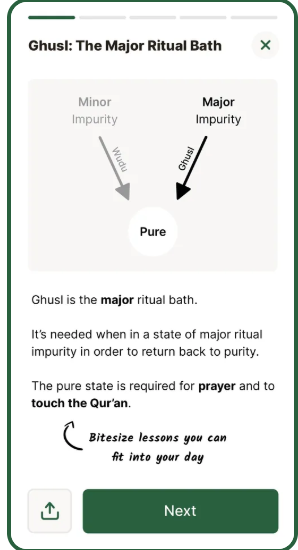 Ghusl: The Major Ritual Bath
Minor
Impurity
Major
Impurity
Wudu
Ghusl
Pure
Ghusl is the major ritual bath.
It's needed when in a state of major ritual
impurity in order to return back to purity.
The pure state is required for prayer and to
touch the Qur'an.
Bitesize lessons you can
fit into your day
Next